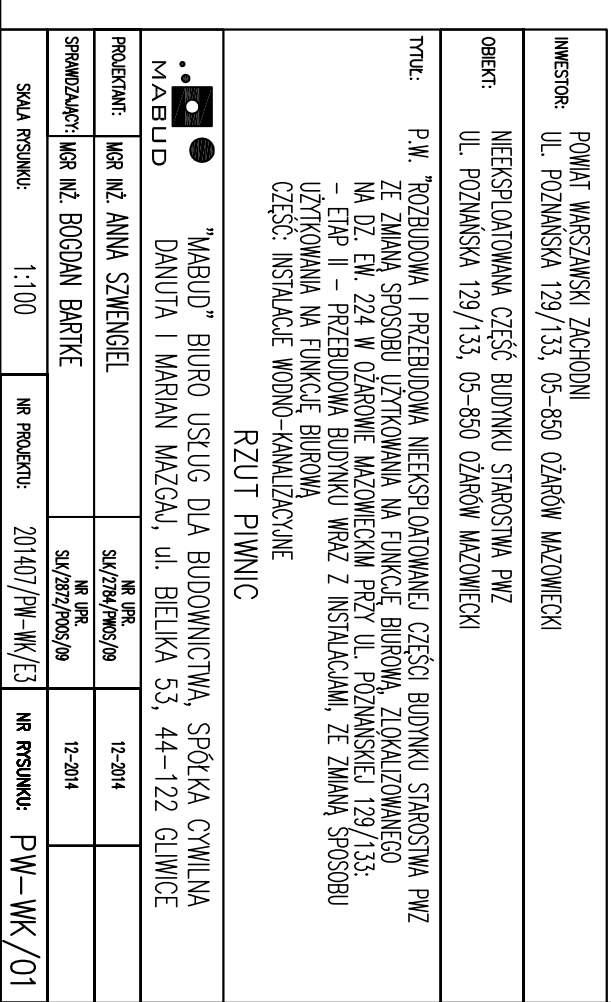 INWESTOR: POWIAT WARSZAWSKI ZACHODNI
UL. POZNAŃSKA 129/133, 05-850 OŻARÓW MAZOWIECKI
OBIEKT: NIEEKSPLOATOWANA CZĘŚĆ BUDYNKU STAROSTWA PWZ
UL. POZNAŃSKA 129/133, 05-850 OŻARÓW MAZOWIECKI
TYTUŁ: P.W. "ROZBUDOWA I PRZEBUDOWA NIEEKSPLOATOWANEJ CZĘŚCI BUDYNKU STAROSTWA PWZ
ZE ZMIANĄ SPOSOBU UŻYTKOWANIA NA FUNKCJĘ BIUROWĄ, ZLOKALIZOWANEGO
NA DZ. EW. 224 W OŻAROWIE MAZOWIECKIM PRZY UL. POZNAŃSKIEJ 129/133:
- ETAP II - PRZEBUDOWA BUDYNKU WRAZ Z INSTALACJAMI, ZE ZMIANĄ SPOSOBU
UŻYTKOWANIA NA FUNKCJĘ BIUROWĄ
CZĘŚĆ: INSTALACJE WODNO-KANALIZACYJNE
RZUT PIWNIC
MABUD
"MABUD" BIURO USŁUG DLA BUDOWNICTWA, SPÓŁKA CYWILNA
DANUTA I MARIAN MAZGAJ, ul. BIELIKA 53, 44-122 GLIWICE
PROJEKTANT: MGR INŻ. ANNA SZWENGIEL NR UPR. SLK/2784/PWOS/09 12-2014
SPRAWDZAJĄCY: MGR INŻ. BOGDAN BARTKE NR UPR. SLK/2872/POOS/09 12-2014
SKALA RYSUNKU: 1:100 NR PROJEKTU: 201407/PW-WK/E3 NR RYSUNKU: PW-WK/01